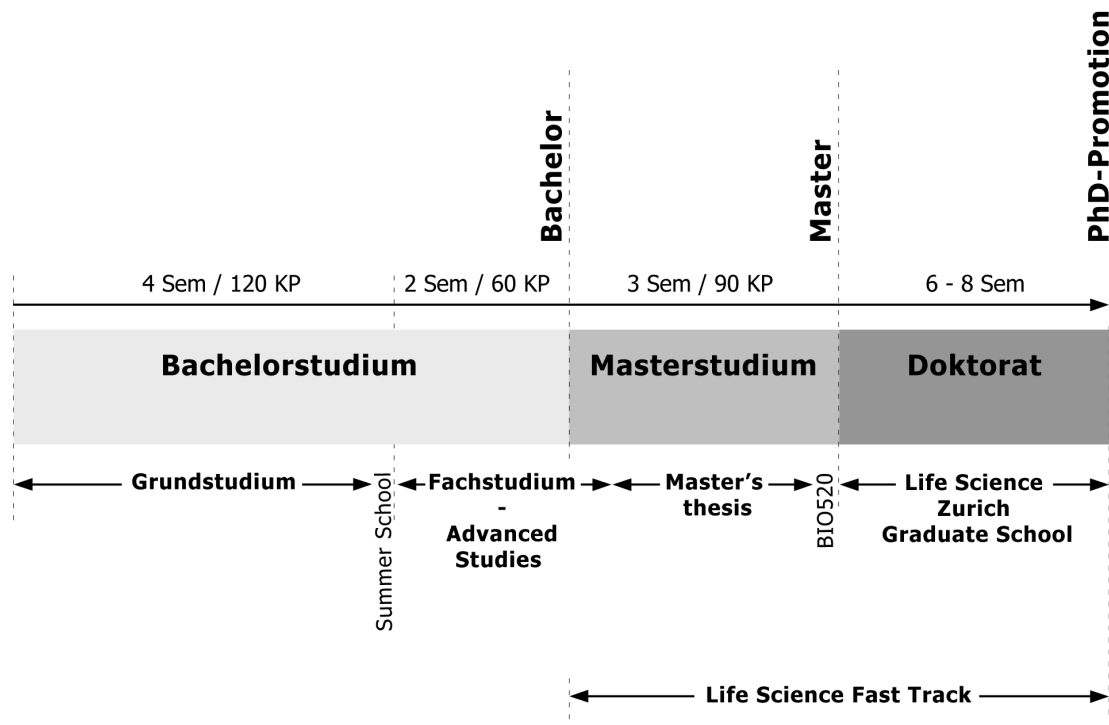 Bachelor
Master
PhD-Promotion
4 Sem / 120 KP
2 Sem / 60 KP
3 Sem / 90 KP
6 - 8 Sem
Bachelorstudium
Masterstudium
Doktorat
Grundstudium
Summer School
Fachstudium
-
Advanced
Studies
Master's
thesis
BIO520
Life Science
Zurich
Graduate School
Life Science Fast Track